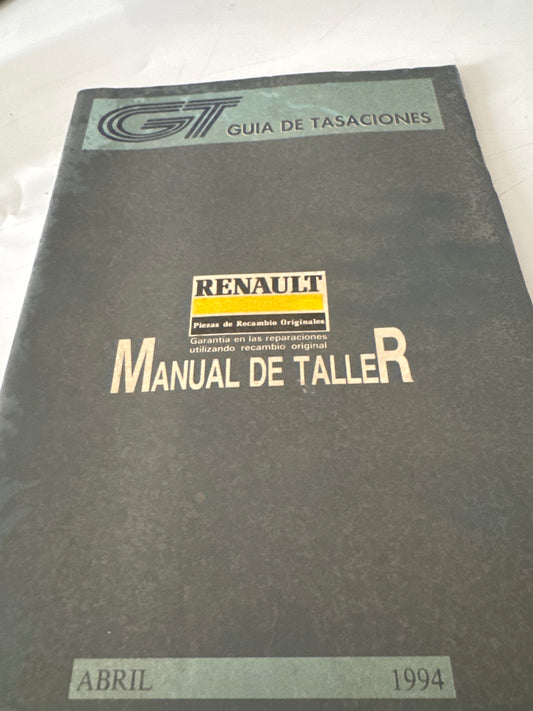 GT GUIA DE TASACIONES
RENAULT
Piezas de Recambio Originales
Garantía en las reparaciones
utilizando recambio original
MANUAL DE TALLER
ABRIL 1994